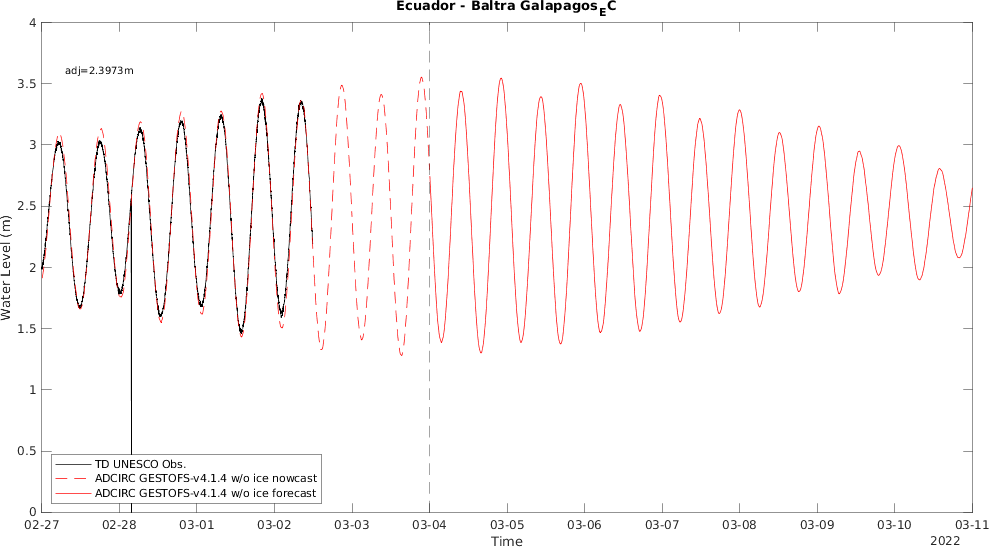 Ecuador - Baltra Galapagos_EC
4
adj=2.3973m
3.5
3
2.5
2
1.5
1
0.5
0
Water Level (m)
TD UNESCO Obs.
ADCIRC GESTOFS-v4.1.4 w/o ice nowcast
ADCIRC GESTOFS-v4.1.4 w/o ice forecast
02-27 02-28 03-01 03-02 03-03 03-04 03-05 03-06 03-07 03-08 03-09 03-10 03-11
Time
2022